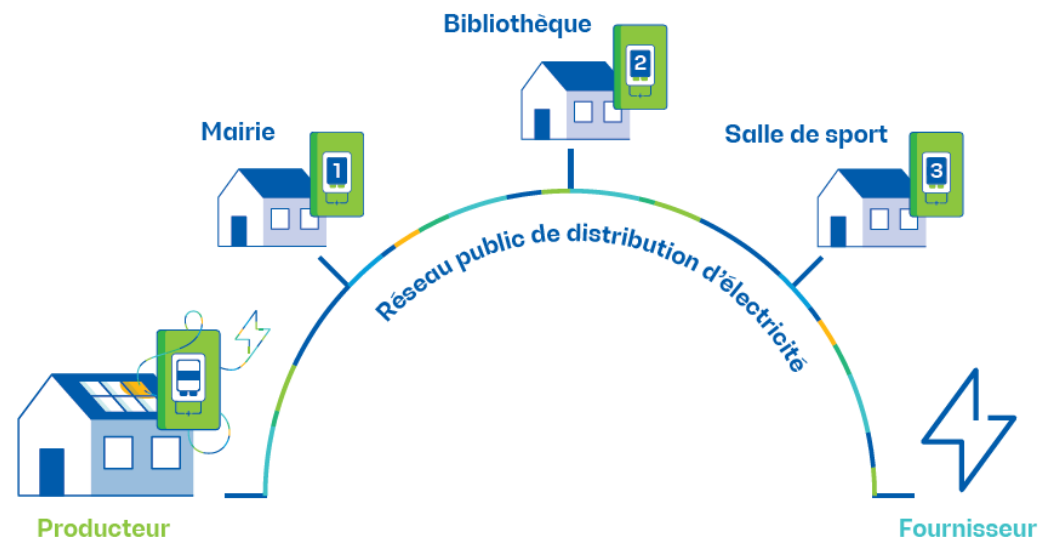 Bibliothèque
2
Mairie
1
Salle de sport
3
Réseau public de distribution d'électricité
Producteur
Fournisseur